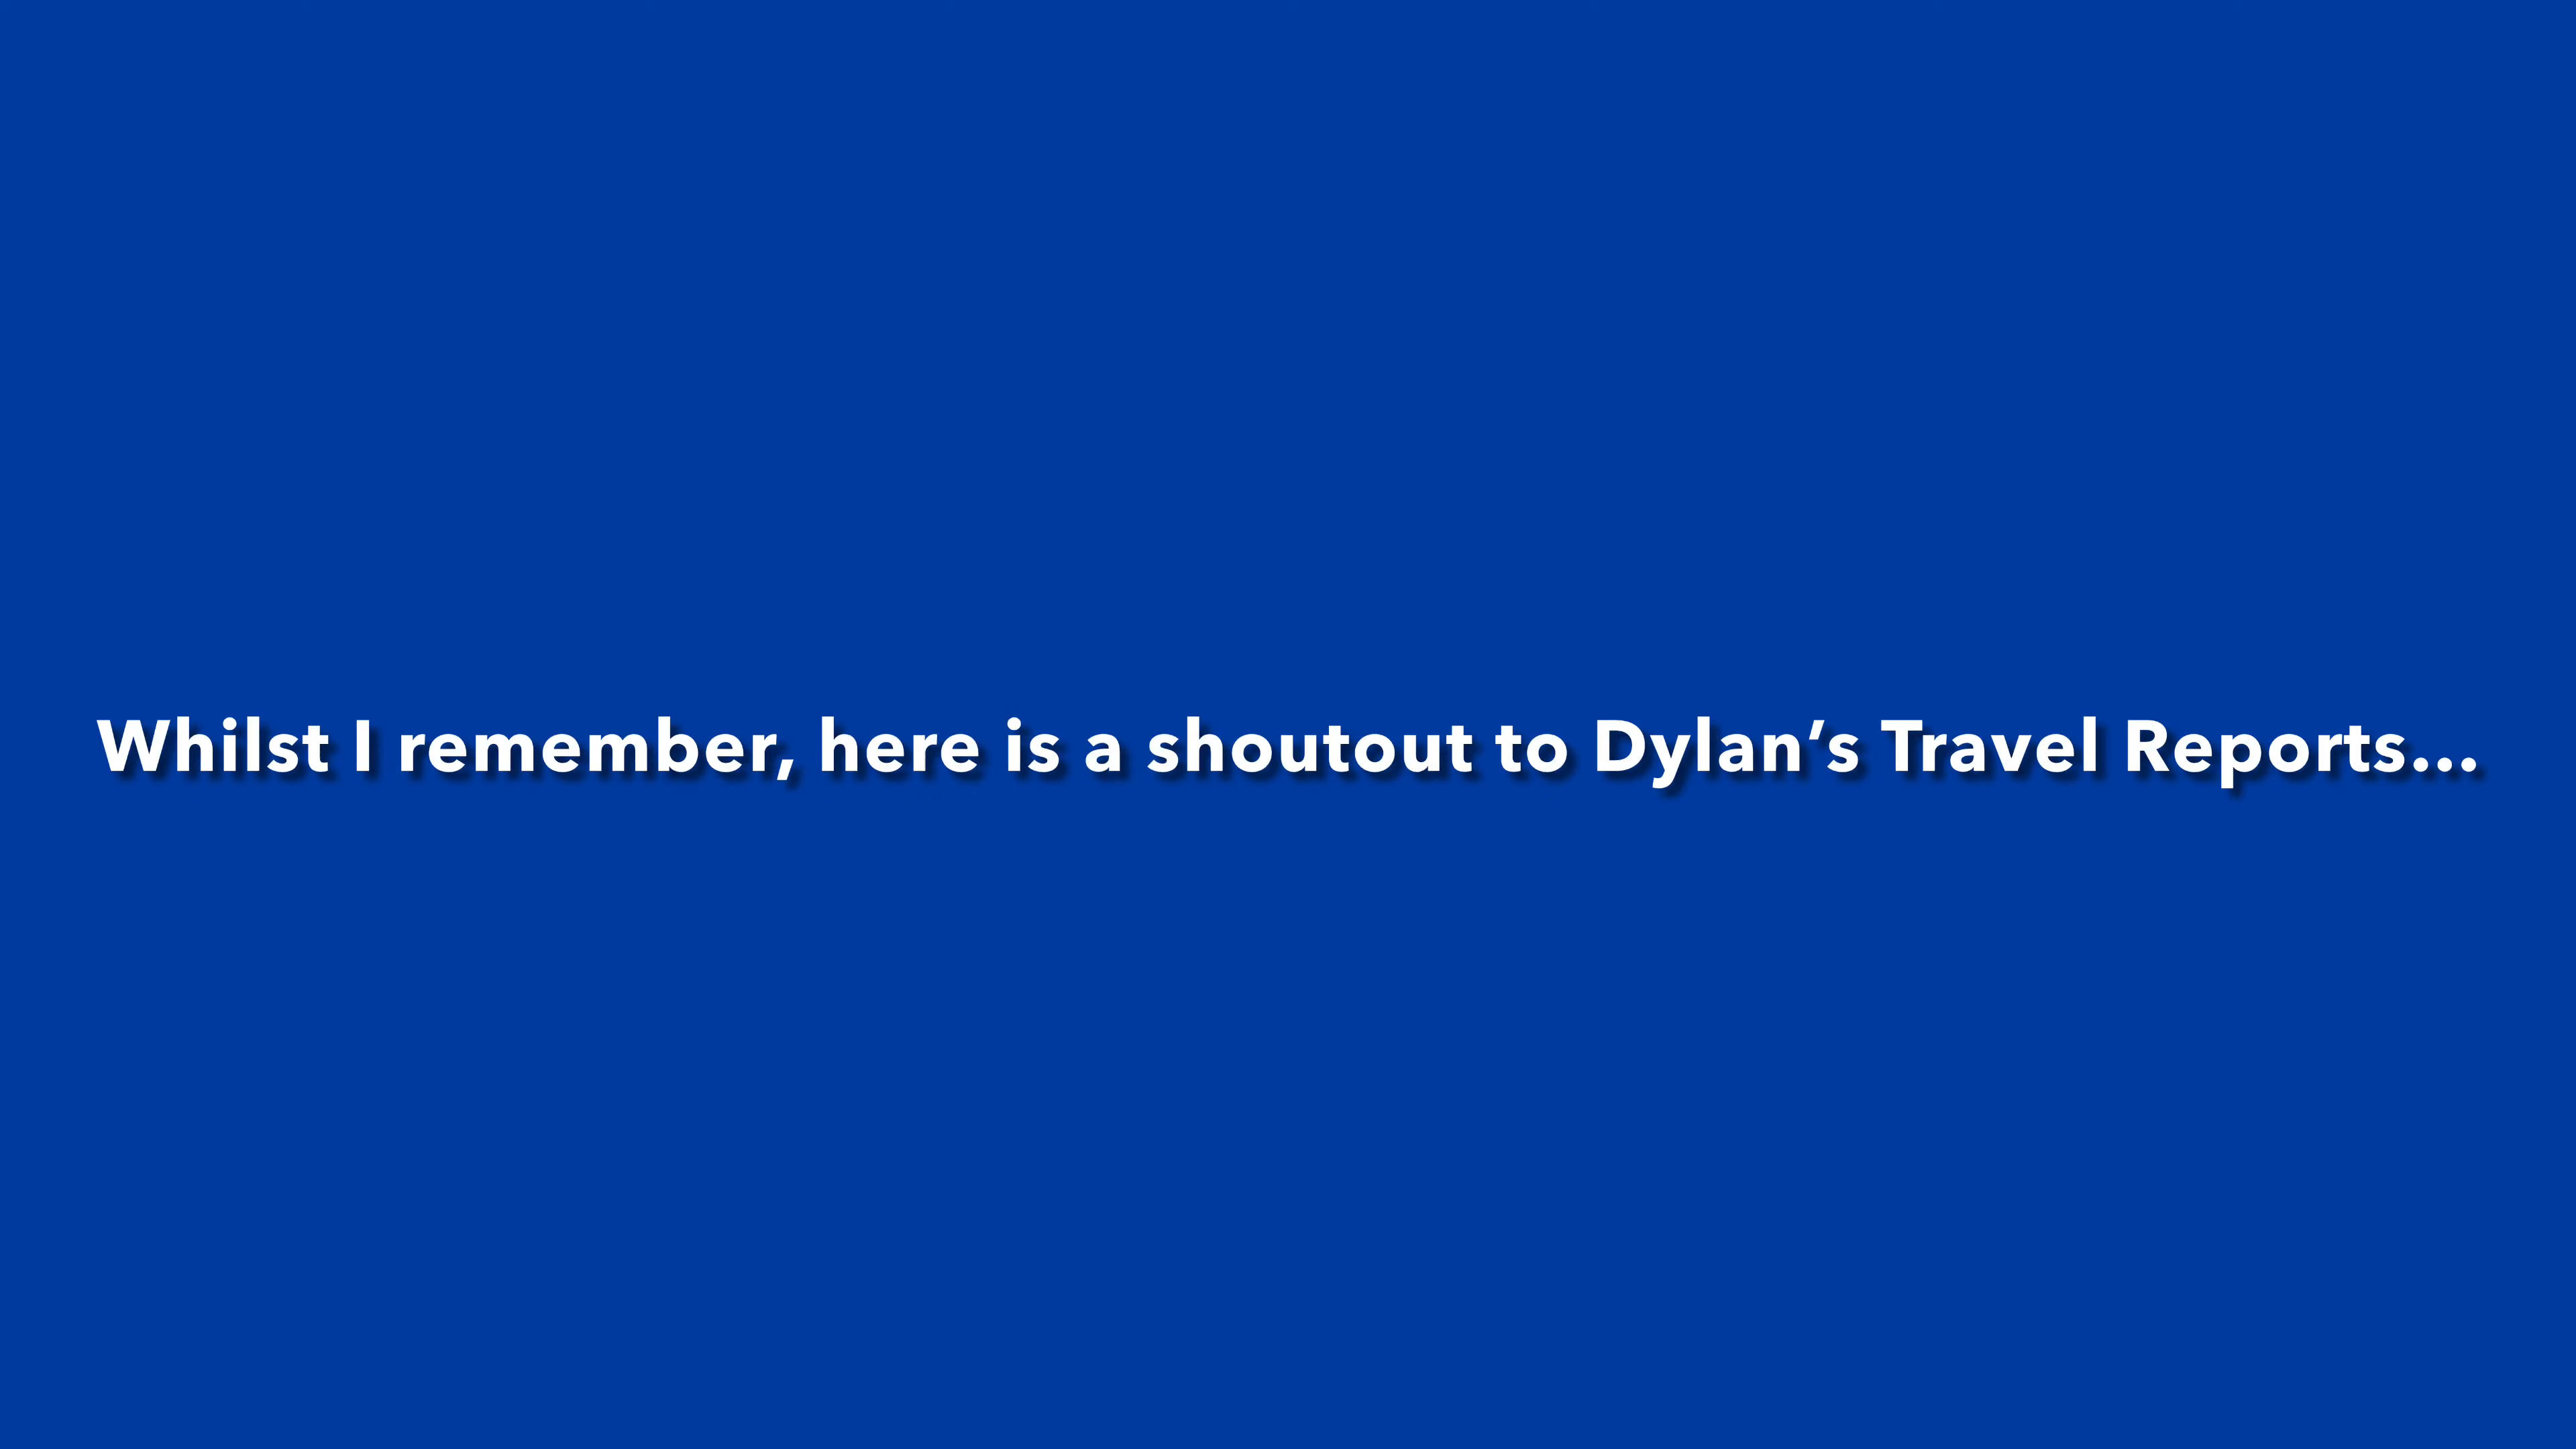 Whilst I remember, here is a shoutout to Dylan’s Travel Reports...